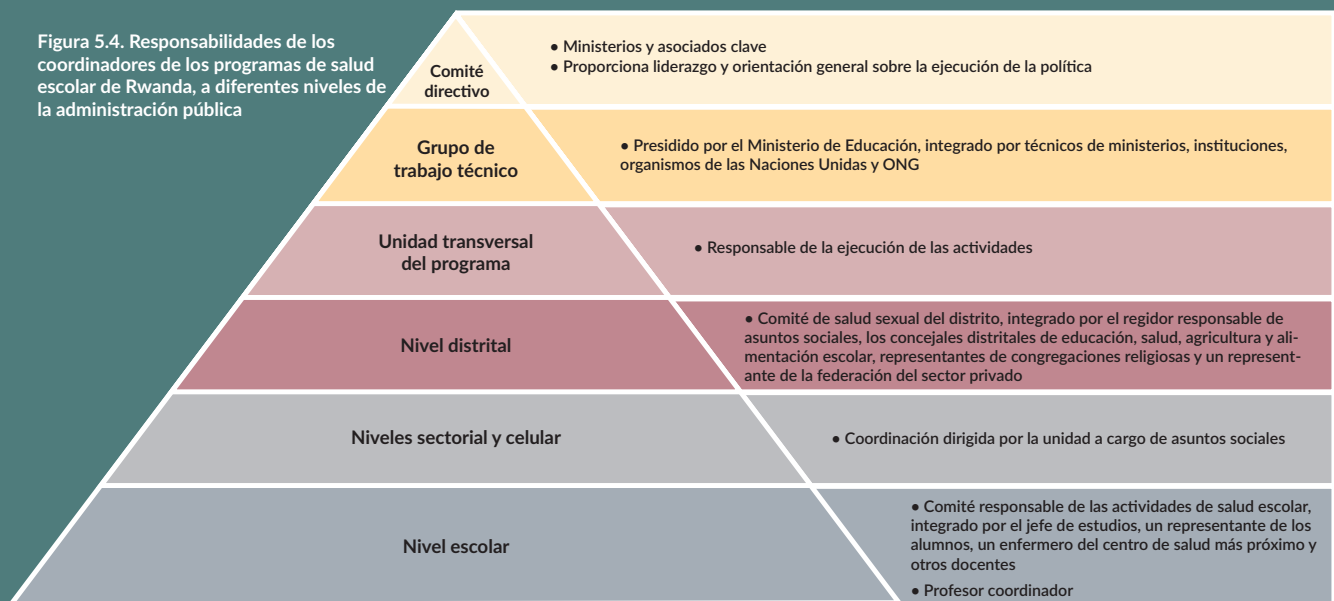 Figura 5.4. Responsabilidades de los
coordinadores de los programas de salud
escolar de Rwanda, a diferentes niveles de
la administración pública
Comité
directivo
• Ministerios y asociados clave
• Proporciona liderazgo y orientación general sobre la ejecución de la política
Grupo de
trabajo técnico
• Presidido por el Ministerio de Educación, integrado por técnicos de ministerios, instituciones,
organismos de las Naciones Unidas y ONG
Unidad transversal
del programa
• Responsable de la ejecución de las actividades
Nivel distrital
• Comité de salud sexual del distrito, integrado por el regidor responsable de
asuntos sociales, los concejales distritales de educación, salud, agricultura y ali-
mentación escolar, representantes de congregaciones religiosas y un represent-
ante de la federación del sector privado
Niveles sectorial y celular
• Coordinación dirigida por la unidad a cargo de asuntos sociales
Nivel escolar
• Comité responsable de las actividades de salud escolar,
integrado por el jefe de estudios, un representante de los
alumnos, un enfermero del centro de salud más próximo y
otros docentes
• Profesor coordinador